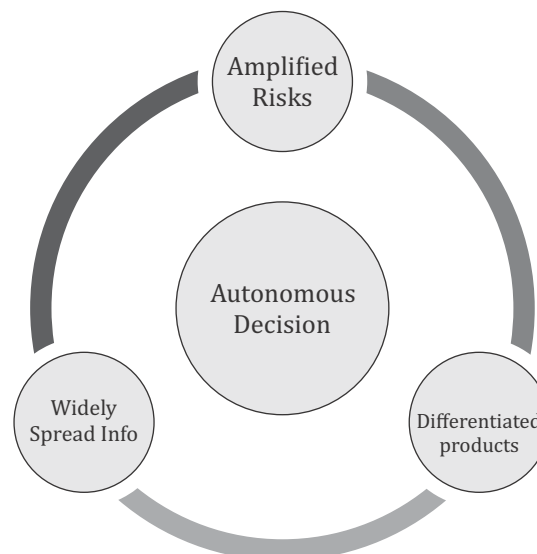 Amplified
Risks
Autonomous
Decision
Widely
Spread Info
Differentiated
products